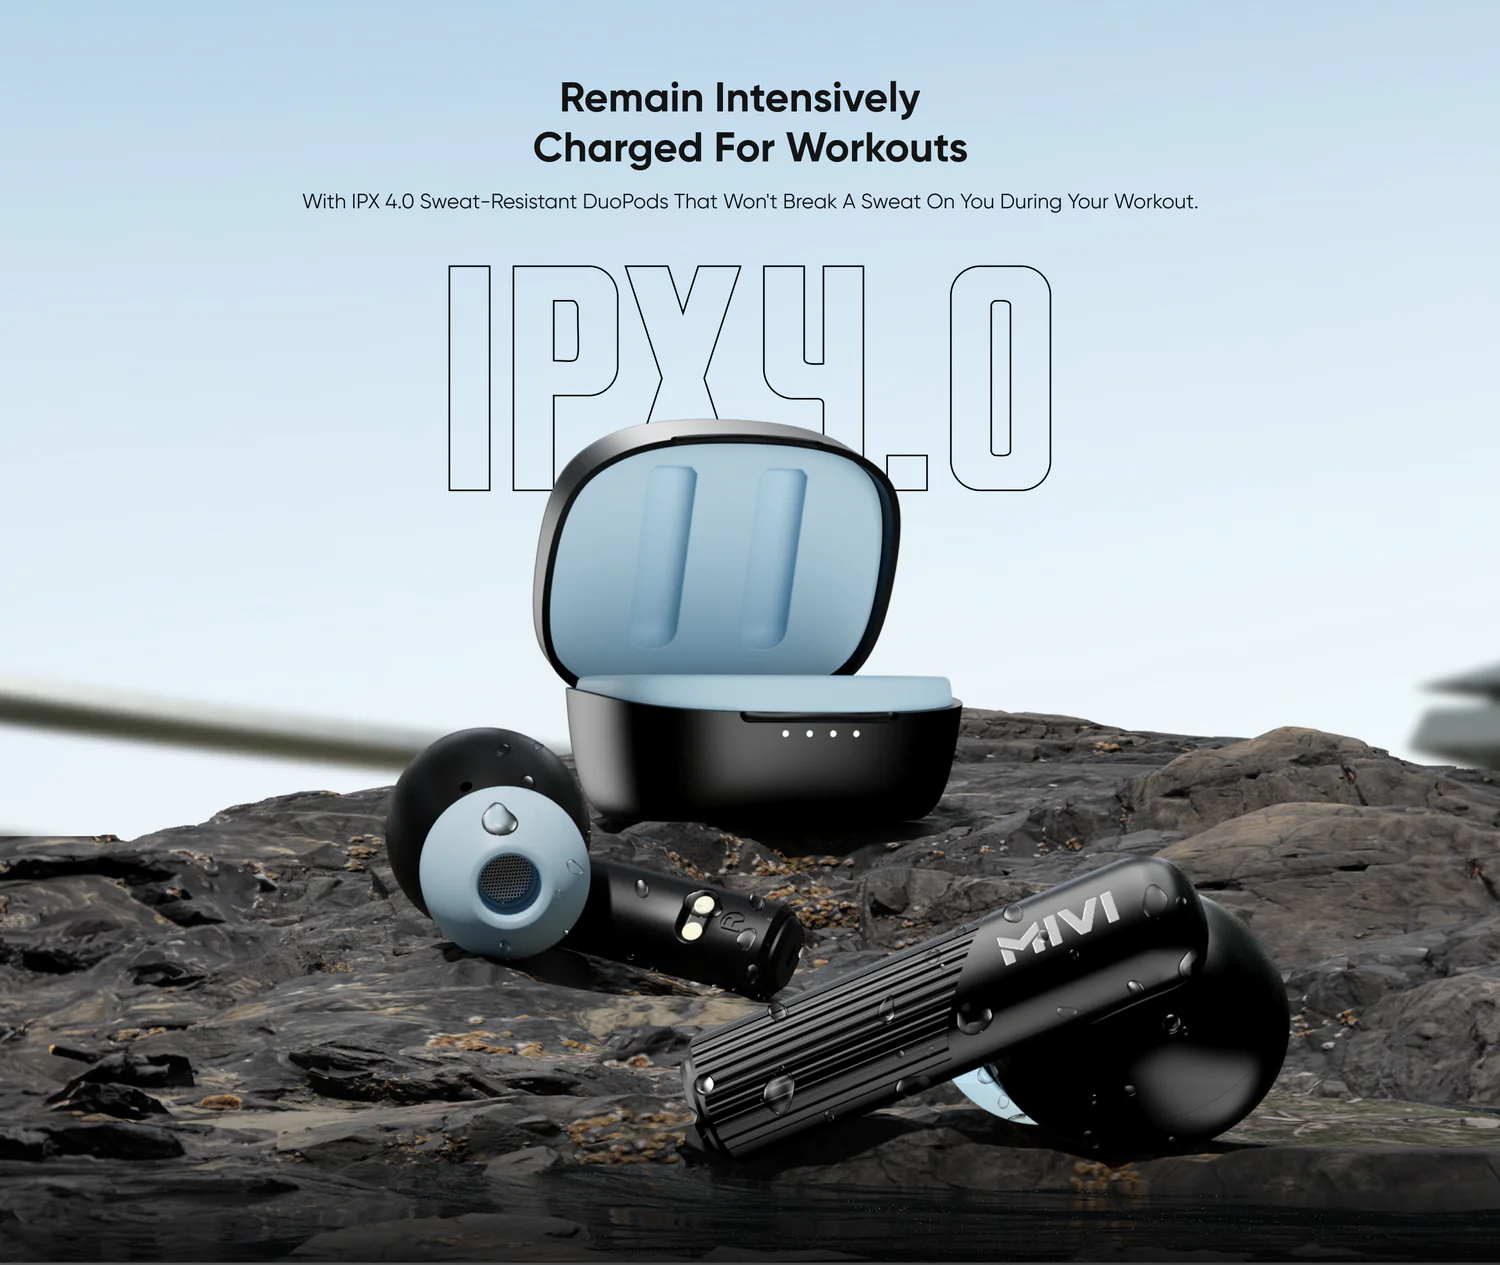 Remain Intensively
Charged For Workouts
With IPX 4.0 Sweat-Resistant DuoPods That Won't Break A Sweat On You During Your Workout.
IPX4.0
R
MIVI